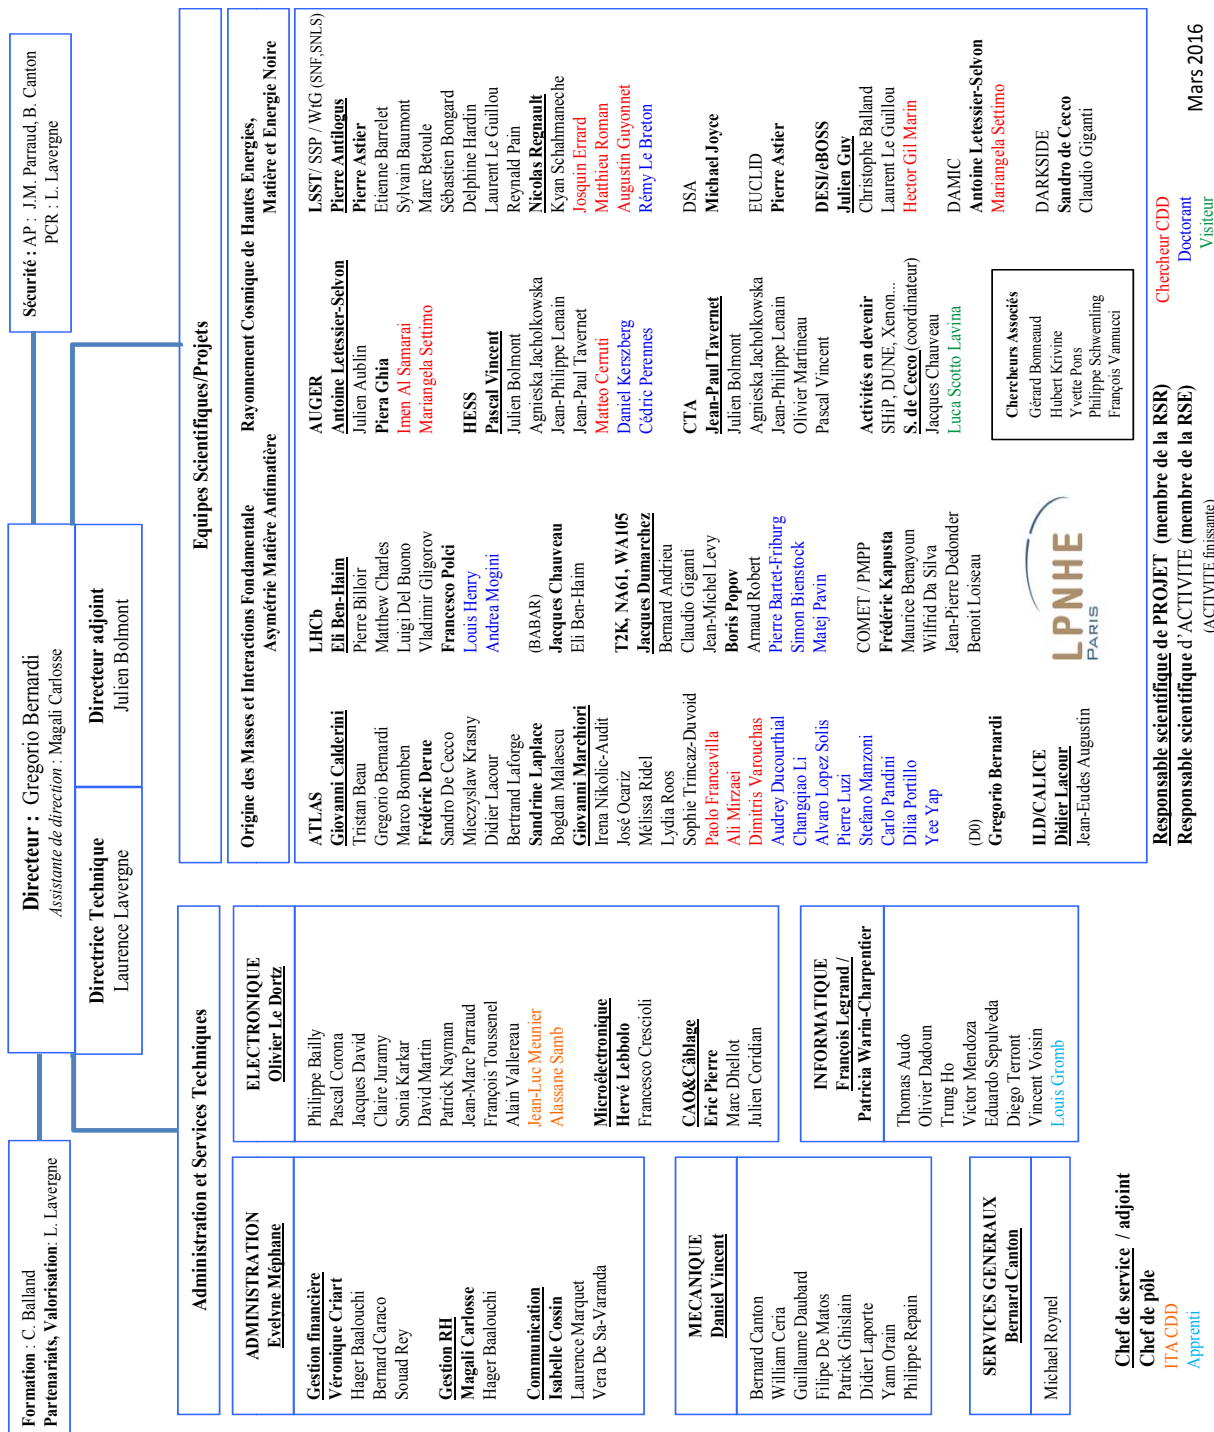 Formation : C. Balland
Partenariats, Valorisation: L. Lavergne
Directeur : Gregorio Bernardi
Assistante de direction : Magali Carlosse
Directrice Technique
Laurence Lavergne
Directeur adjoint
Julien Bolmont
Sécurité : AP : J.M. Parraud, B. Canton
PCR : L. Lavergne
Administration et Services Techniques
ADMINISTRATION
Evelyne Méphane
Gestion financière
Véronique Criart
Hager Baalouchi
Bernard Caraco
Souad Rey
Gestion RH
Magali Carlosse
Hager Baalouchi
Communication
Isabelle Cossin
Laurence Marquet
Vera De Sa-Varanda
MECANIQUE
Daniel Vincent
Bernard Canton
William Ceria
Guillaume Daubard
Filipe De Matos
Patrick Ghislain
Didier Laporte
Yann Orain
Philippe Repain
SERVICES GENERAUX
Bernard Canton
Michael Roynel
ELECTRONIQUE
Olivier Le Dortz
Philippe Bailly
Pascal Corona
Jacques David
Claire Juramy
Sonia Karkar
David Martin
Patrick Nayman
Jean-Marc Parraud
François Toussenel
Alain Vallereau
Jean-Luc Meunier
Alassane Samb
Microélectronique
Hervé Lebbolo
Francesco Crescioli
CAO&Câblage
Eric Pierre
Marc Dhellot
Julien Coridian
INFORMATIQUE
François Legrand /
Patricia Warin-Charpentier
Thomas Audo
Olivier Dadoun
Trung Ho
Victor Mendoza
Eduardo Sepulveda
Diego Terront
Vincent Voisin
Louis Gromb
Chef de service / adjoint
Chef de pôle
ITA CDD
Apprenti
Equipes Scientifiques/Projets
Origine des Masses et Interactions Fondamentale
Asymétrie Matière Antimatière
Rayonnement Cosmique de Hautes Energies,
Matière et Energie Noire
ATLAS
Giovanni Calderini
Tristan Beau
Gregorio Bernardi
Marco Bomben
Frédéric Derue
Sandro De Cecco
Mieczyslaw Krasny
Didier Lacour
Bertrand Laforge
Sandrine Laplace
Bogdan Malaescu
Giovanni Marchiori
Irena Nikolic-Audit
José Ocariz
Mélissa Ridel
Lydia Roos
Sophie Trincaz-Duvoid
Paolo Francavilla
Ali Mirzaei
Dimitris Varouchas
Audrey Ducourthial
Changqiao Li
Alvaro Lopez Solis
Pierre Luzi
Stefano Manzoni
Carlo Pandini
Dilia Portillo
Yee Yap
(D0)
Gregorio Bernardi
ILD/CALICE
Didier Lacour
Jean-Eudes Augustin
LHCb
Eli Ben-Haim
Pierre Billoir
Matthew Charles
Luigi Del Buono
Vladimir Gligorov
Francesco Polci
Louis Henry
Andrea Mogini
(BABAR)
Jacques Chauveau
Eli Ben-Haim
T2K, NA61, WA105
Jacques Dumarchez
Bernard Andrieu
Claudio Giganti
Jean-Michel Levy
Boris Popov
Arnaud Robert
Pierre Bartet-Friburg
Simon Bienstock
Matej Pavin
COMET / PMPP
Frédéric Kapusta
Maurice Benayoun
Wilfrid Da Silva
Jean-Pierre Dedonder
Benoit Loiseau
LPNHE
PARIS
AUGER
Antoine Letessier-Selvon
Julien Aublin
Piera Ghia
Imen Al Samarai
Mariangela Settimo
HESS
Pascal Vincent
Julien Bolmont
Agnieska Jacholkowska
Jean-Philippe Lenain
Jean-Paul Tavernet
Matteo Cerruti
Daniel Kerszberg
Cédric Perennes
CTA
Jean-Paul Tavernet
Julien Bolmont
Agnieska Jacholkowska
Jean-Philippe Lenain
Olivier Martineau
Pascal Vincent
Activités en devenir
SHiP, DUNE, Xenon...
S. de Cecco (coordinateur)
Jacques Chauveau
Luca Scotto Lavina
Chercheurs Associés
Gérard Bonneaud
Hubert Krivine
Yvette Pons
Philippe Schwemling
François Vannucci
LSST/ SSP / WtG (SNF,SNLS)
Pierre Antilogus
Pierre Astier
Etienne Barrelet
Sylvain Baumont
Marc Betoule
Sébastien Bongard
Delphine Hardin
Laurent Le Guillou
Reynald Pain
Nicolas Regnault
Kyan Schahmaneche
Josquin Errard
Matthieu Roman
Augustin Guyonnet
Rémy Le Breton
DSA
Michael Joyce
EUCLID
Pierre Astier
DESI/eBOSS
Julien Guy
Christophe Balland
Laurent Le Guillou
Hector Gil Marin
DAMIC
Antoine Letessier-Selvon
Mariangela Settimo
DARKSIDE
Sandro de Cecco
Claudio Giganti
Responsable scientifique de PROJET (membre de la RSR)
Responsable scientifique d'ACTIVITE (membre de la RSE)
(ACTIVITE finissante)
Chercheur CDD
Doctorant
Visiteur
Mars 2016